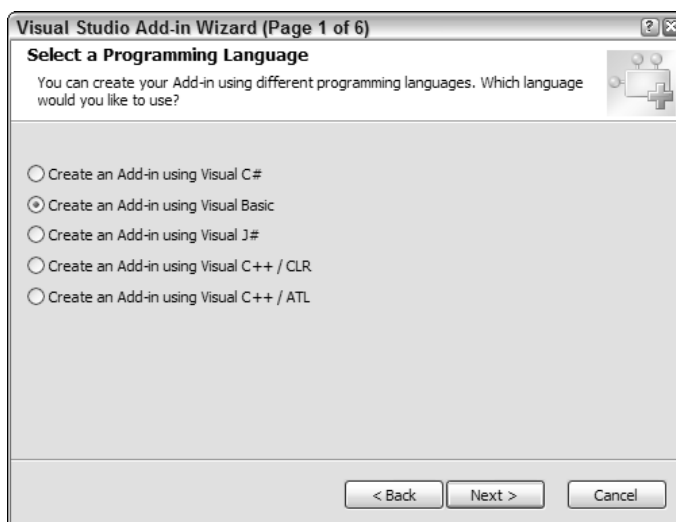 Visual Studio Add-in Wizard (Page 1 of 6)
Select a Programming Language
You can create your Add-in using different programming languages. Which language
would you like to use?
Create an Add-in using Visual C#
Create an Add-in using Visual Basic
Create an Add-in using Visual J#
Create an Add-in using Visual C++ / CLR
Create an Add-in using Visual C++ / ATL
< Back Next > Cancel